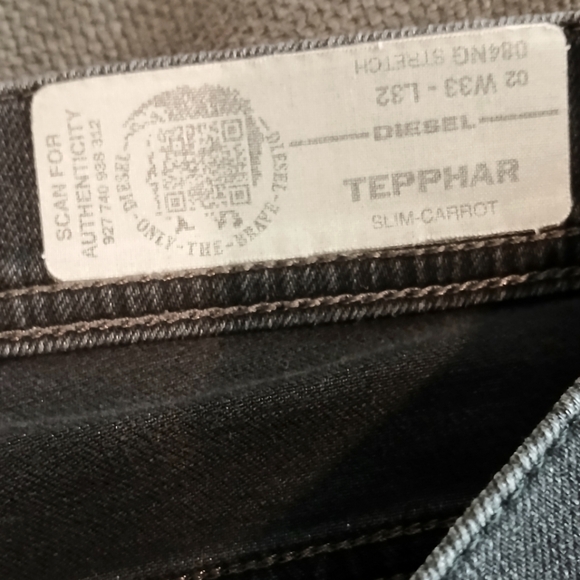 SCAN FOR
AUTHENTICITY
927 740 938 312
DIESEL
-ONLY-THE-BRAVE-
DIESEL
084NG STRETCH
02 W33 - L32
DIESEL
TEPPHAR
SLIM-CARROT